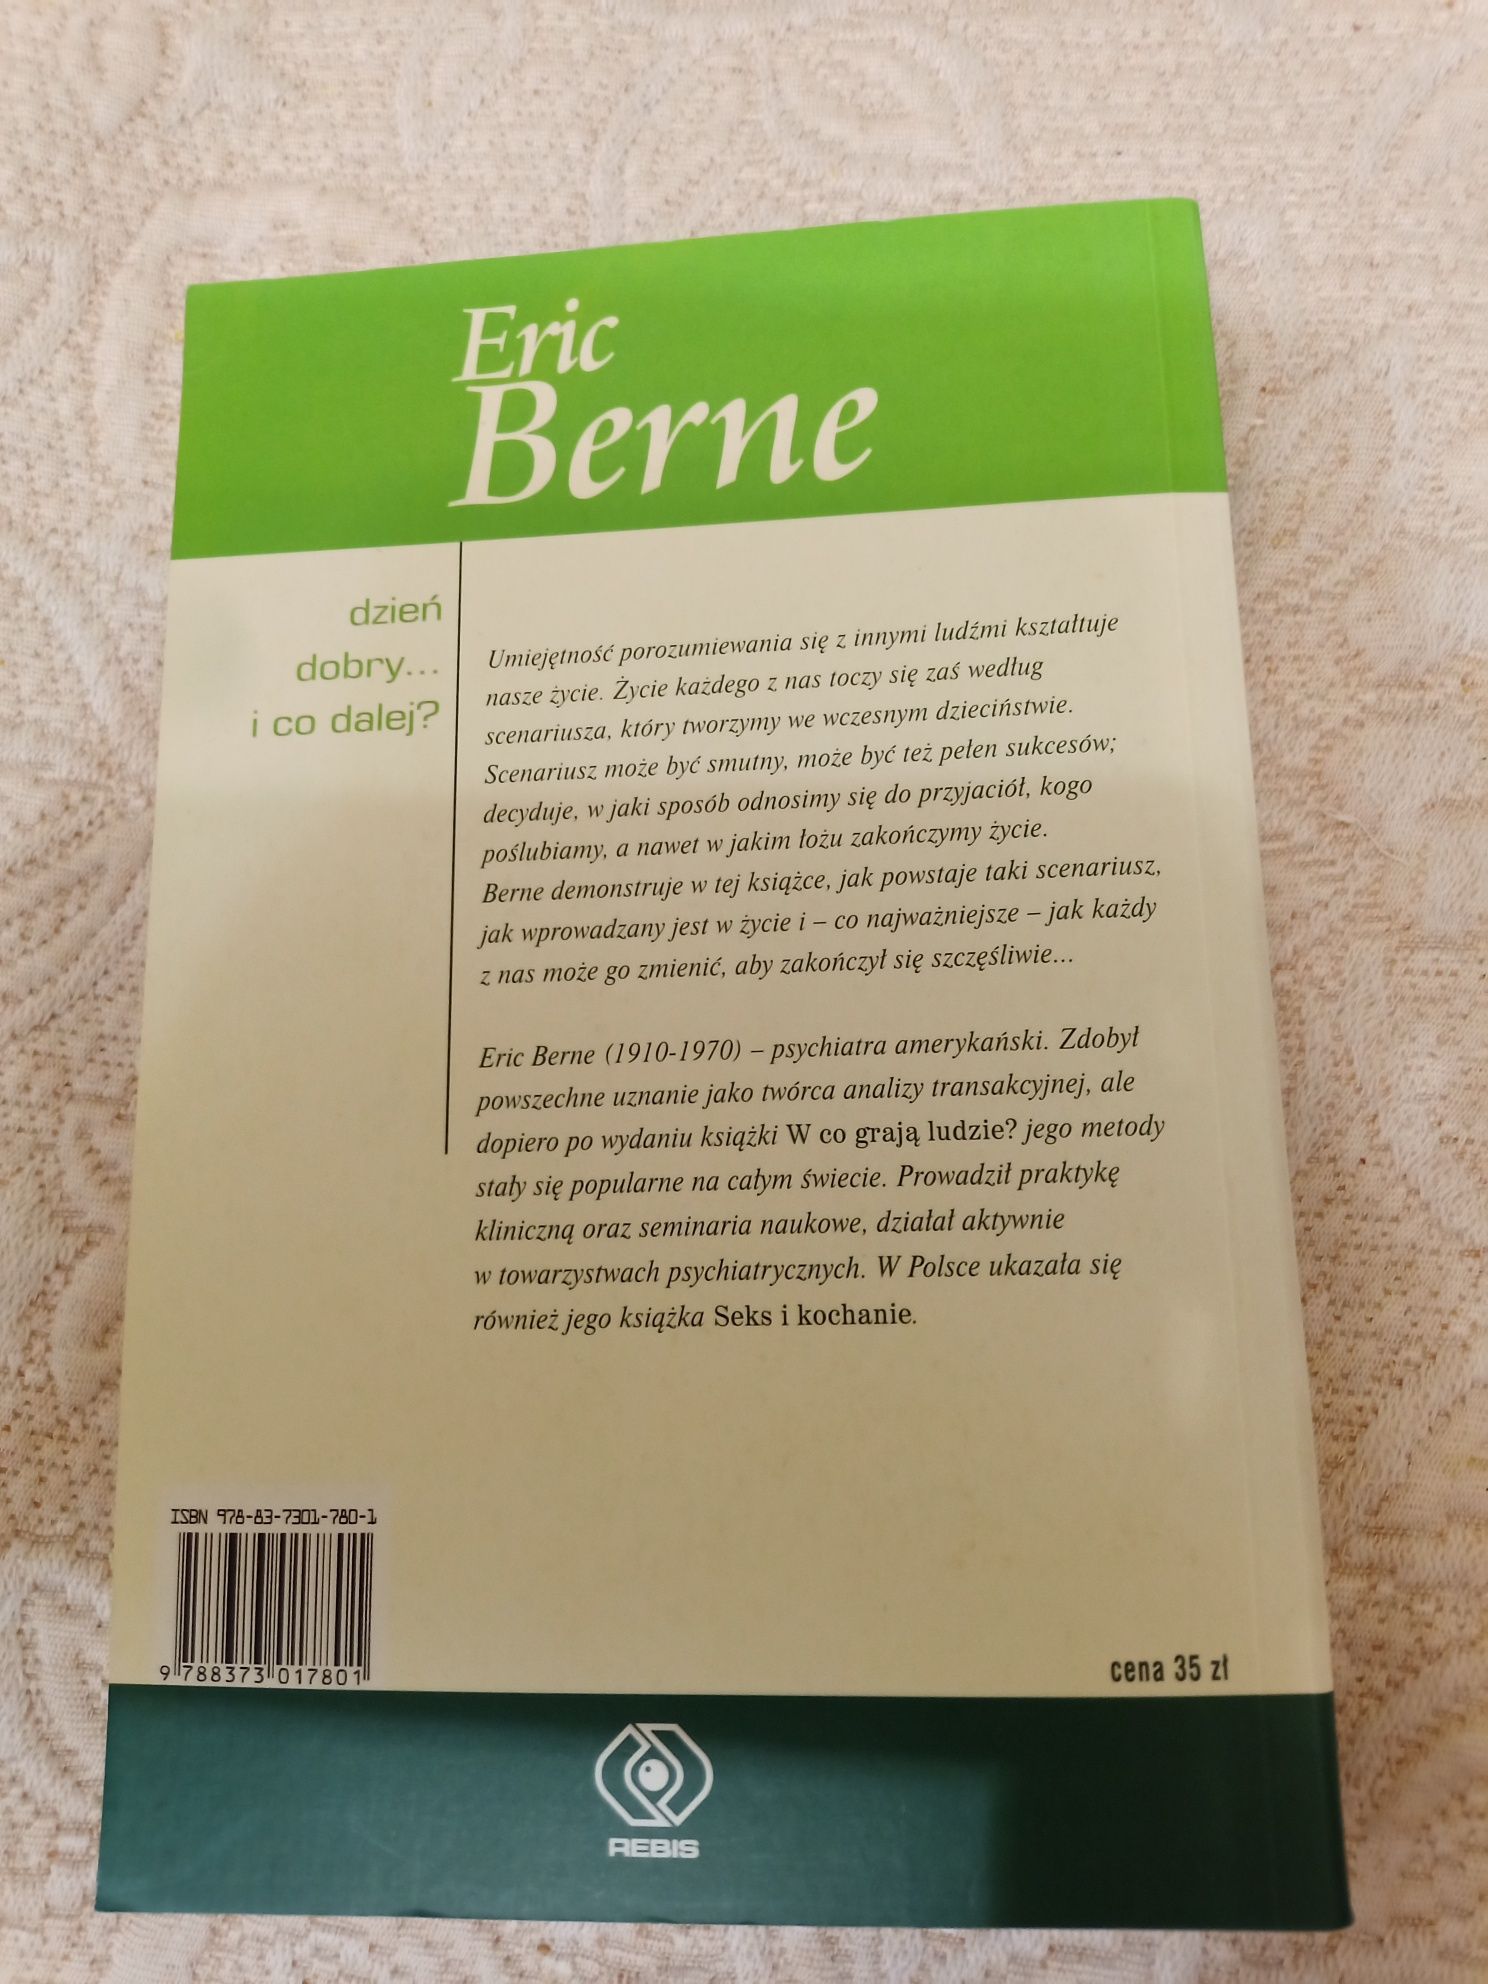 Eric
Berne
dzień
dobry...
i co dalej?
Umiejętność porozumiewania się z innymi ludźmi kształtuje
nasze życie. Życie każdego z nas toczy się zaś według
scenariusza, który tworzymy we wczesnym dzieciństwie.
Scenariusz może być smutny, może być też pełen sukcesów;
decyduje, w jaki sposób odnosimy się do przyjaciół, kogo
poślubiamy, a nawet w jakim łożu zakończymy życie.
Berne demonstruje w tej książce, jak powstaje taki scenariusz,
jak wprowadzany jest w życie i – co najważniejsze – jak każdy
z nas może go zmienić, aby zakończył się szczęśliwie...
Eric Berne (1910-1970) – psychiatra amerykański. Zdobył
powszechne uznanie jako twórca analizy transakcyjnej, ale
dopiero po wydaniu książki W co grają ludzie? jego metody
stały się popularne na całym świecie. Prowadził praktykę
kliniczną oraz seminaria naukowe, działał aktywnie
w towarzystwach psychiatrycznych. W Polsce ukazała się
również jego książka Seks i kochanie.
ISBN 978-83-7301-780-1
9 788373 017801
cena 35 zł
REBIS